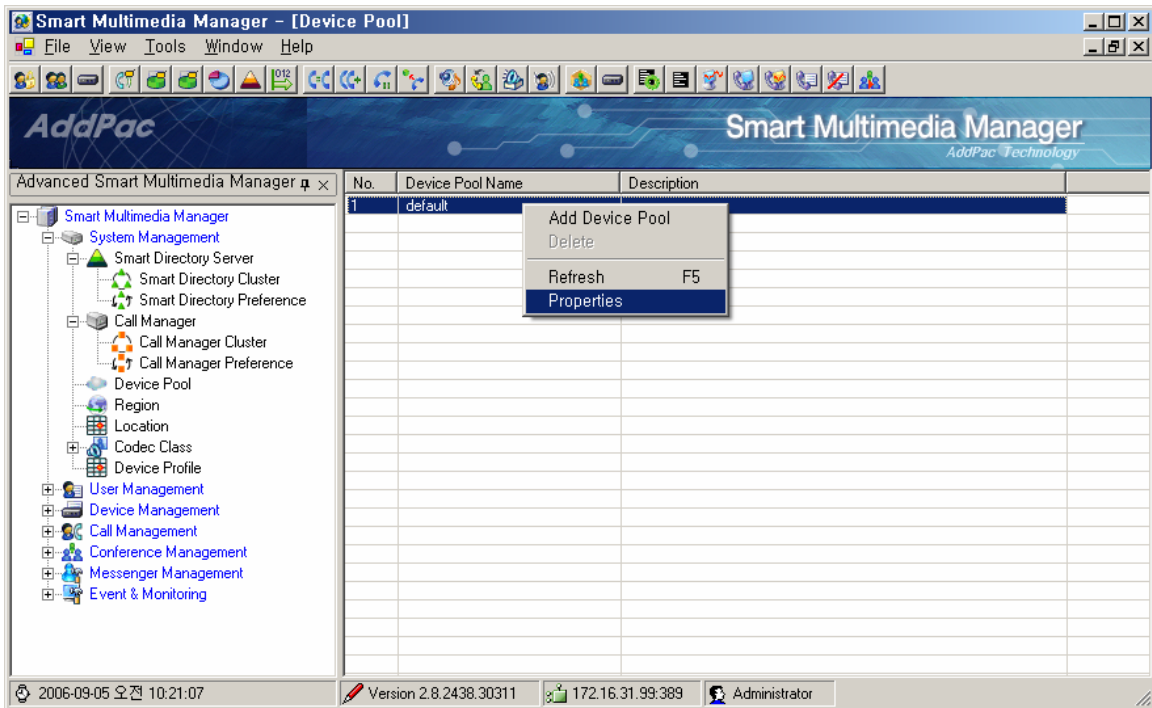 Smart Multimedia Manager - [Device Pool]
File View Tools Window Help
AddPac
Smart Multimedia Manager
AddPac Technology
Advanced Smart Multimedia Manager
Smart Multimedia Manager
System Management
Smart Directory Server
Smart Directory Cluster
Smart Directory Preference
Call Manager
Call Manager Cluster
Call Manager Preference
Device Pool
Region
Location
Codec Class
Device Profile
User Management
Device Management
Call Management
Conference Management
Messenger Management
Event & Monitoring
No. Device Pool Name Description
1 default
Add Device Pool
Delete
Refresh F5
Properties
2006-09-05 오전 10:21:07 Version 2.8.2438.30311 172.16.31.99:389 Administrator